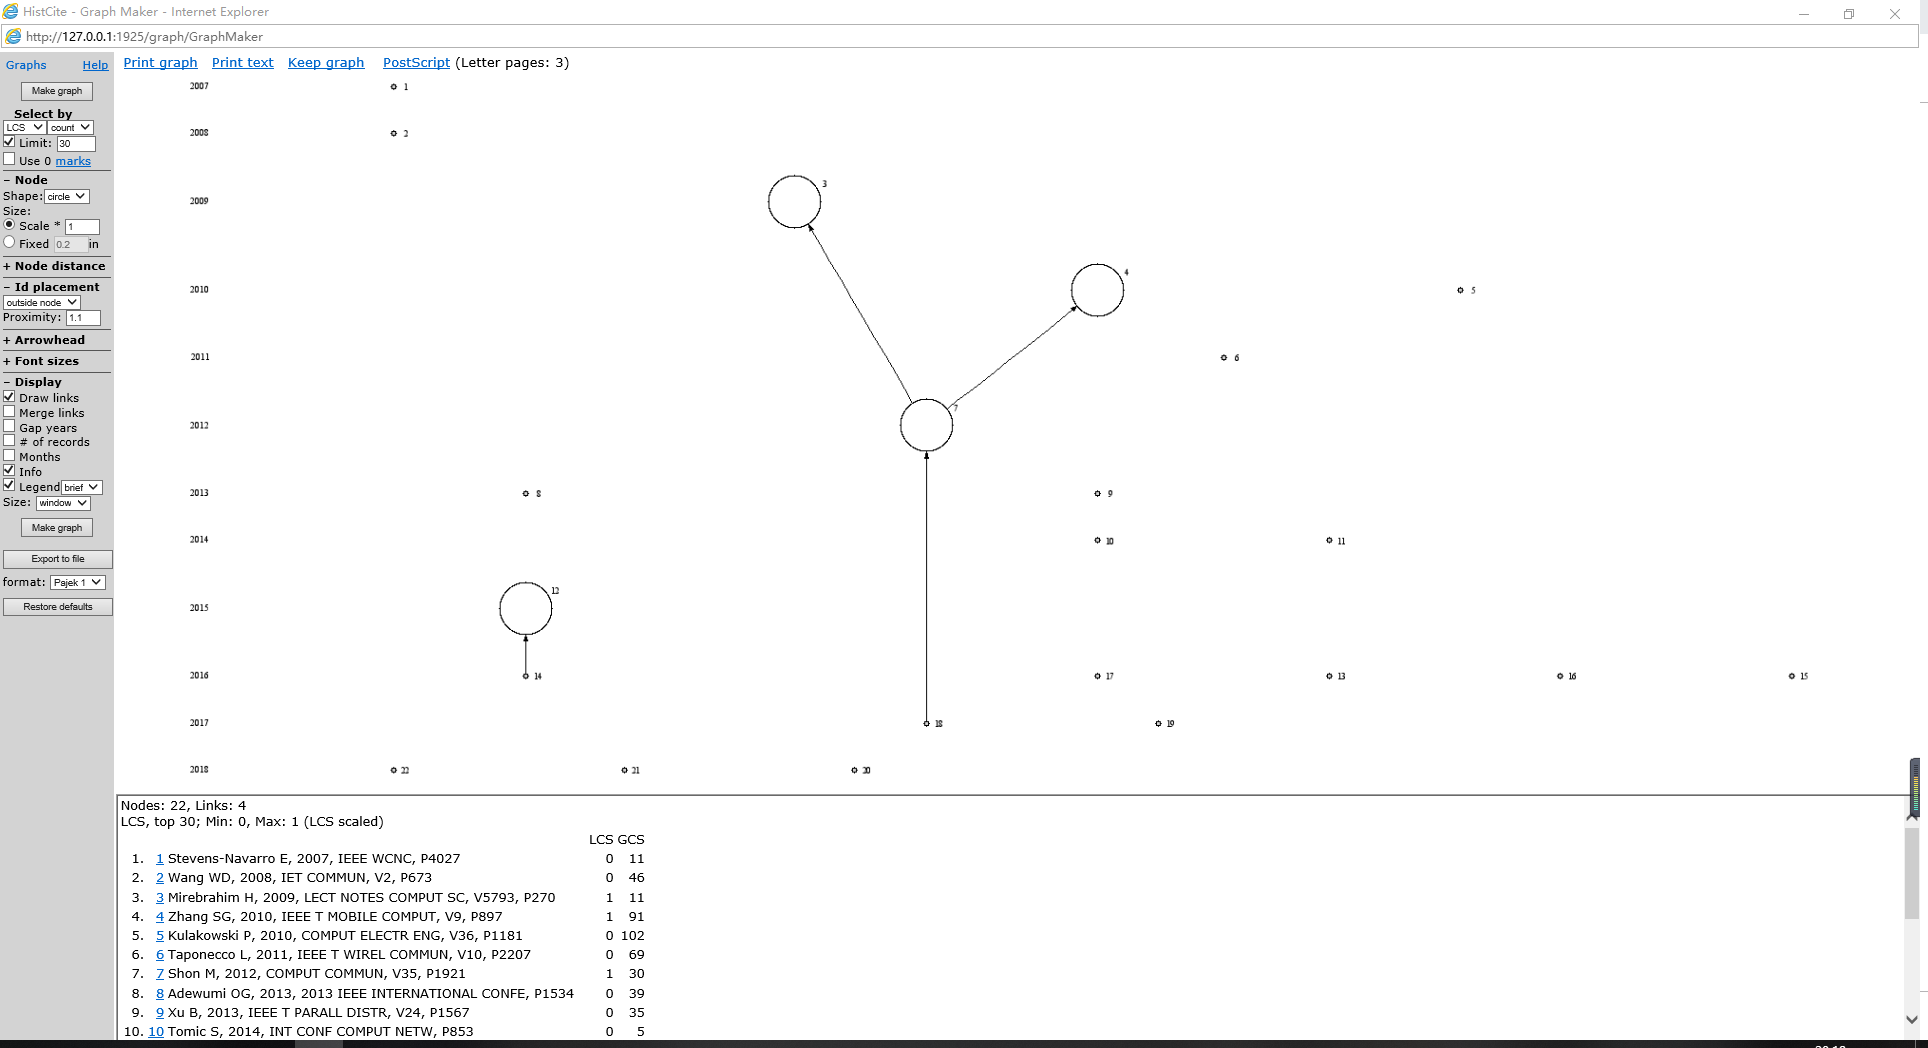 HistCite - Graph Maker - Internet Explorer
http://127.0.0.1:1925/graph/GraphMaker
Graphs Help
Make graph
Select by
LCS count
Limit: 30
Use 0 marks
– Node
Shape: circle
Size:
Scale * 1
Fixed 0.2 in
+ Node distance
– Id placement
outside node
Proximity: 1.1
+ Arrowhead
+ Font sizes
– Display
Draw links
Merge links
Gap years
# of records
Months
Info
Legend brief
Size: window
Make graph
Export to file
format: Pajek 1
Restore defaults
Print graph Print text Keep graph PostScript (Letter pages: 3)
2007 1
2008 2
3
2009
4
2010 5
2011 6
7
2012
2013 8 9
2014 10 11
12
2015
2016 14 17 13 16 15
2017 18 19
2018 22 21 20
Nodes: 22, Links: 4
LCS, top 30; Min: 0, Max: 1 (LCS scaled)
LCS GCS
1. 1 Stevens-Navarro E, 2007, IEEE WCNC, P4027 0 11
2. 2 Wang WD, 2008, IET COMMUN, V2, P673 0 46
3. 3 Mirebrahim H, 2009, LECT NOTES COMPUT SC, V5793, P270 1 11
4. 4 Zhang SG, 2010, IEEE T MOBILE COMPUT, V9, P897 1 91
5. 5 Kulakowski P, 2010, COMPUT ELECTR ENG, V36, P1181 0 102
6. 6 Taponecco L, 2011, IEEE T WIREL COMMUN, V10, P2207 0 69
7. 7 Shon M, 2012, COMPUT COMMUN, V35, P1921 1 30
8. 8 Adewumi OG, 2013, 2013 IEEE INTERNATIONAL CONFE, P1534 0 39
9. 9 Xu B, 2013, IEEE T PARALL DISTR, V24, P1567 0 35
10. 10 Tomic S, 2014, INT CONF COMPUT NETW, P853 0 5